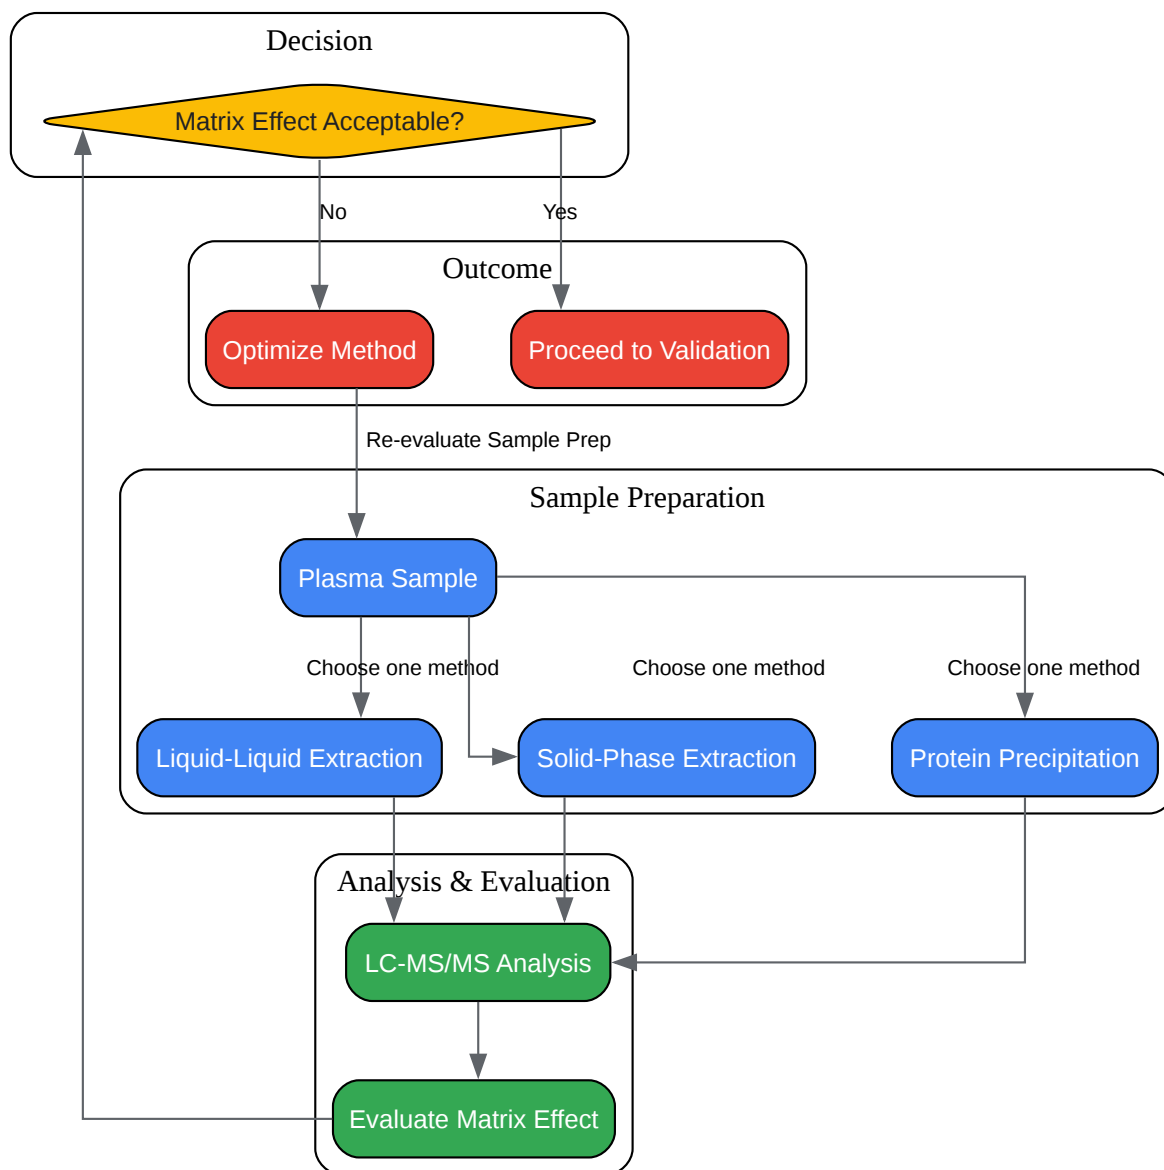 Decision
Matrix Effect Acceptable?
No
Yes
Outcome
Optimize Method
Proceed to Validation
Re-evaluate Sample Prep
Sample Preparation
Plasma Sample
Choose one method
Choose one method
Choose one method
Liquid-Liquid Extraction
Solid-Phase Extraction
Protein Precipitation
Analysis & Evaluation
LC-MS/MS Analysis
Evaluate Matrix Effect